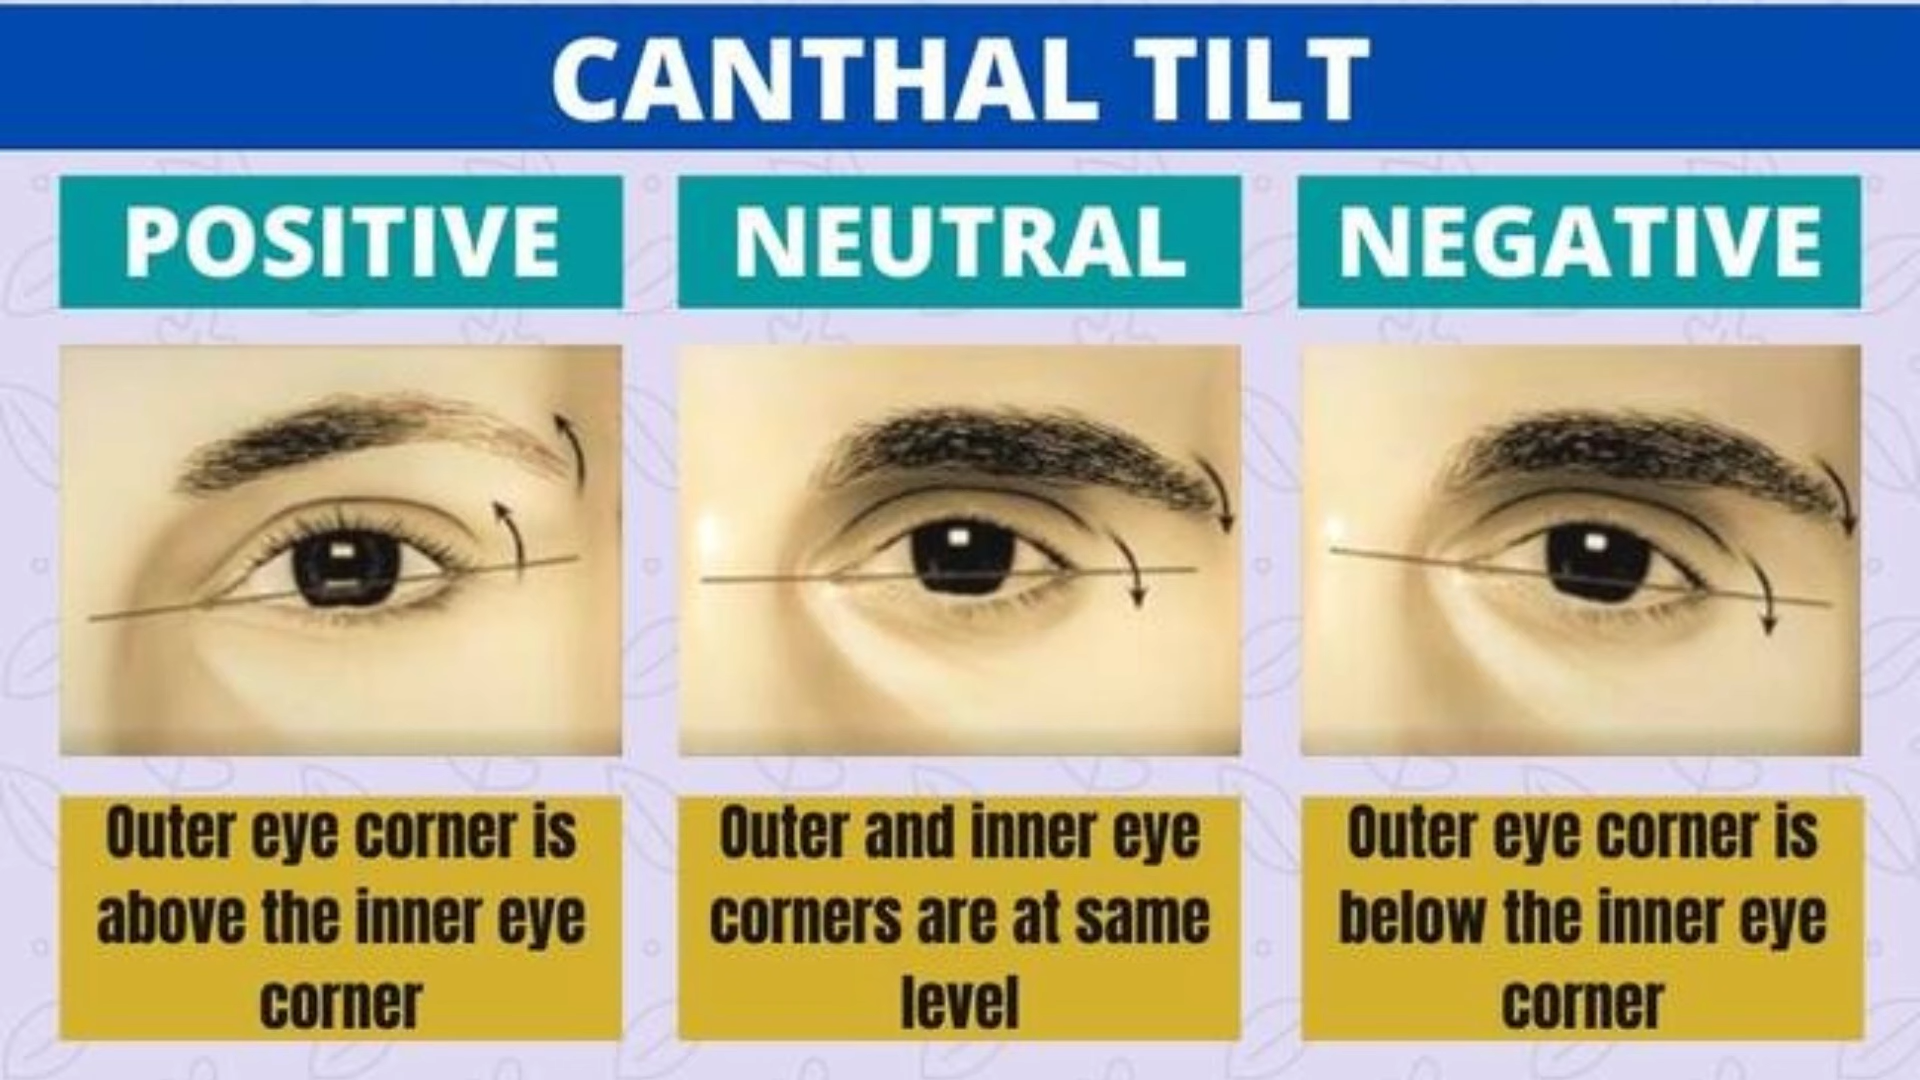 CANTHAL TILT
POSITIVE
NEUTRAL
NEGATIVE
Outer eye corner is
above the inner eye
corner
Outer and inner eye
corners are at same
level
Outer eye corner is
below the inner eye
corner